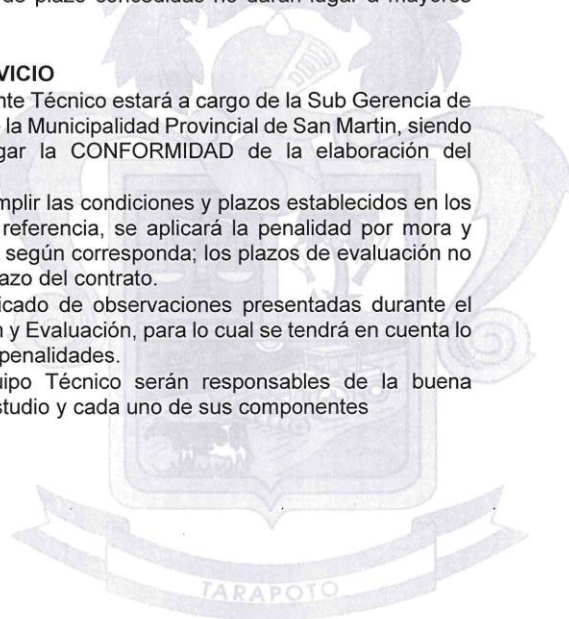 de plazo concedidas no darán lugar a mayores
VICIO
nte Técnico estará a cargo de la Sub Gerencia de
la Municipalidad Provincial de San Martin, siendo
gar la CONFORMIDAD de la elaboración del
mplir las condiciones y plazos establecidos en los
referencia, se aplicará la penalidad por mora y
según corresponda; los plazos de evaluación no
azo del contrato.
icado de observaciones presentadas durante el
n y Evaluación, para lo cual se tendrá en cuenta lo
penalidades.
uipo Técnico serán responsables de la buena
studio y cada uno de sus componentes
TARAPOTO